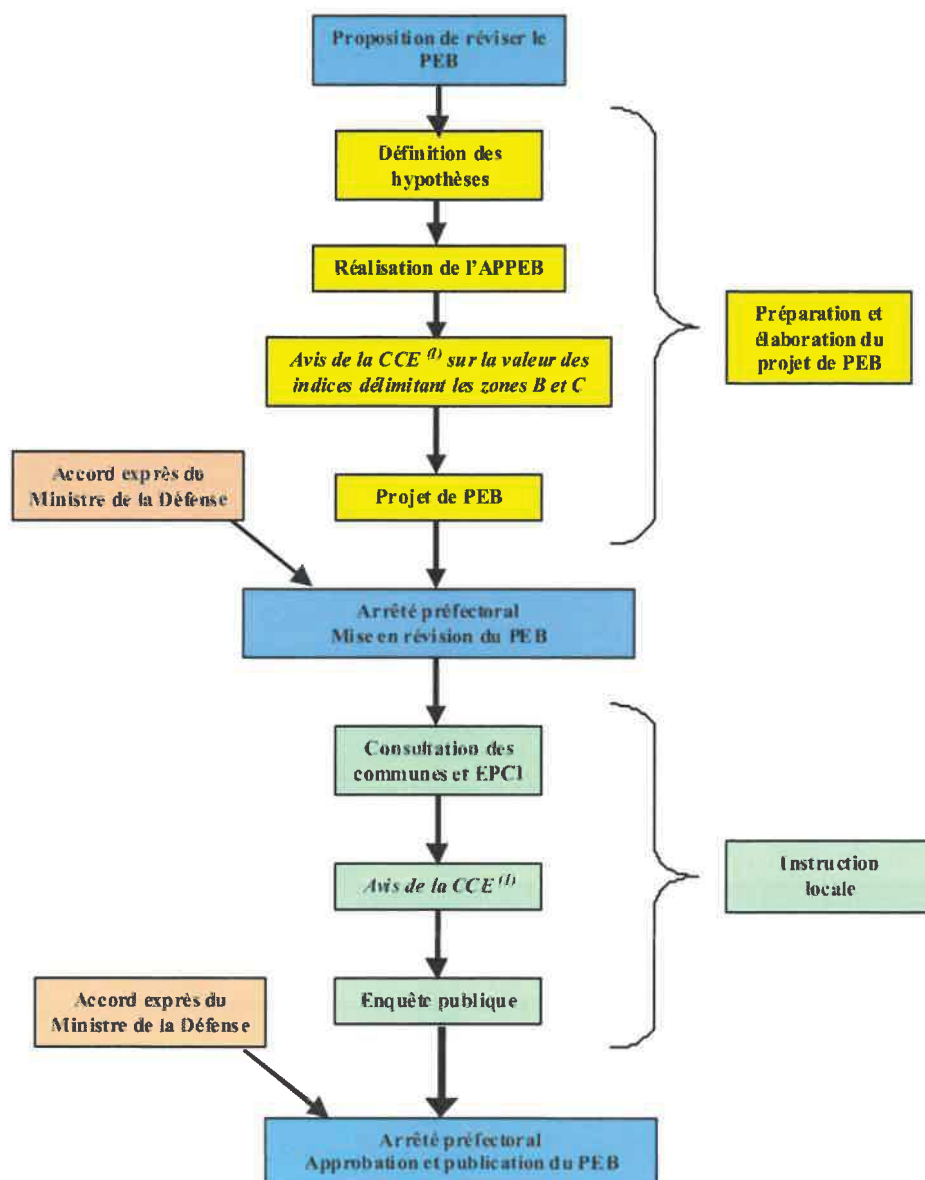 Proposition de réviser le
PEB
Définition des
hypothèses
Réalisation de l'APPEB
Avis de la CCE (1) sur la valeur des
indices délimitant les zones B et C
Préparation et
élaboration du
projet de PEB
Accord exprès du
Ministre de la Défense
Projet de PEB
Arrêté préfectoral
Mise en révision du PEB
Consultation des
communes et EPCI
Avis de la CCE (1)
Instruction
locale
Enquête publique
Accord exprès du
Ministre de la Défense
Arrêté préfectoral
Approbation et publication du PEB